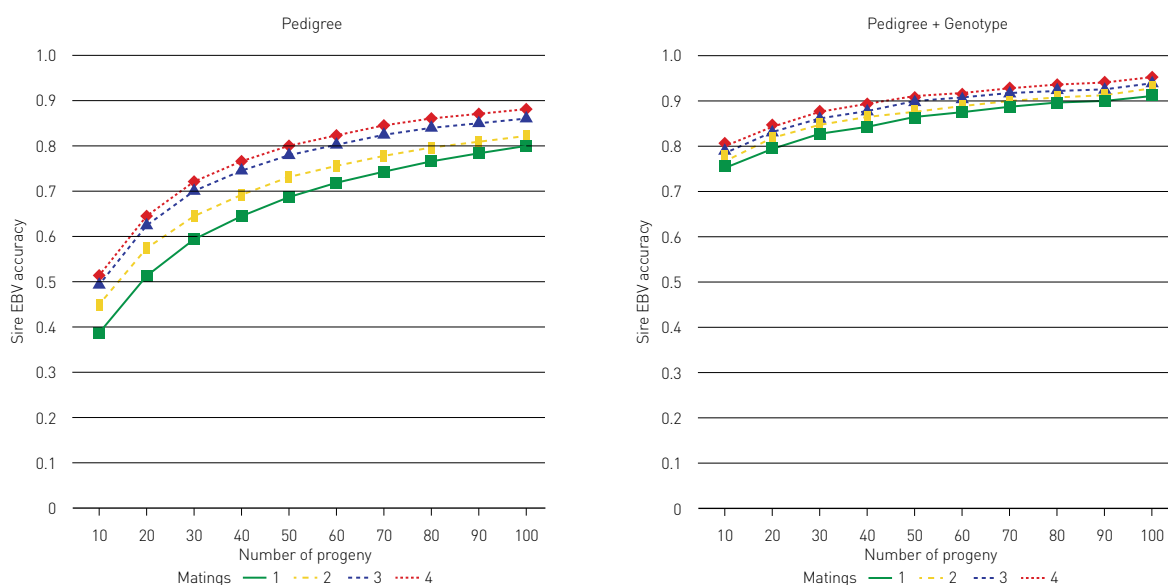 Pedigree
Sire EBV accuracy
1.0
0.9
0.8
0.7
0.6
0.5
0.4
0.3
0.2
0.1
0
10 20 30 40 50 60 70 80 90 100
Number of progeny
Matings 1 2 3 4
Pedigree + Genotype
Sire EBV accuracy
1.0
0.9
0.8
0.7
0.6
0.5
0.4
0.3
0.2
0.1
0
10 20 30 40 50 60 70 80 90 100
Number of progeny
Matings 1 2 3 4